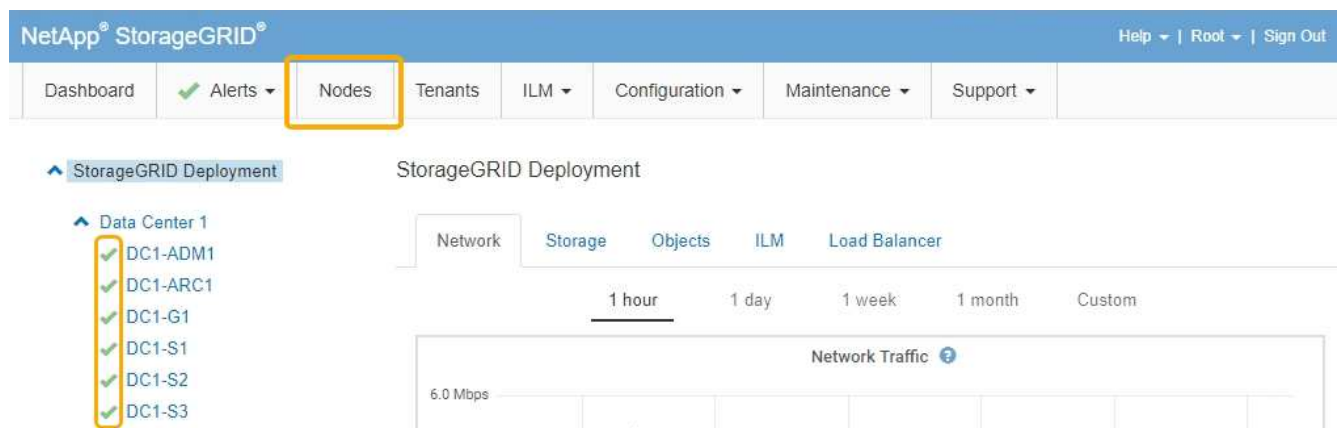 NetApp® StorageGRID®
Help | Root | Sign Out
Dashboard Alerts Nodes Tenants ILM Configuration Maintenance Support
StorageGRID Deployment
Data Center 1
DC1-ADM1
DC1-ARC1
DC1-G1
DC1-S1
DC1-S2
DC1-S3
StorageGRID Deployment
Network Storage Objects ILM Load Balancer
1 hour 1 day 1 week 1 month Custom
Network Traffic ?
6.0 Mbps